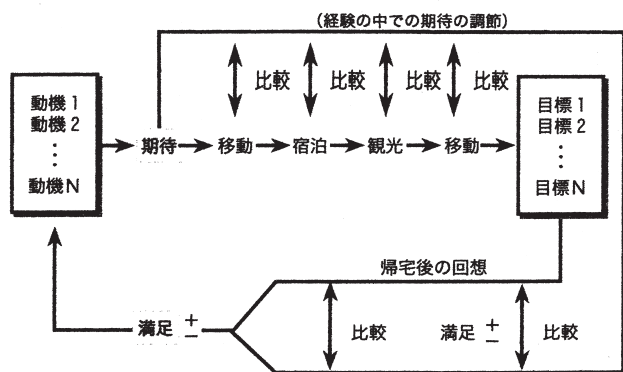 (経験の中での期待の調節)
比較 比較 比較 比較
動機1
動機2
⋮
動機N
期待 移動 宿泊 観光 移動
目標1
目標2
⋮
目標N
帰宅後の回想
満足 + −
比較
満足 + −
比較